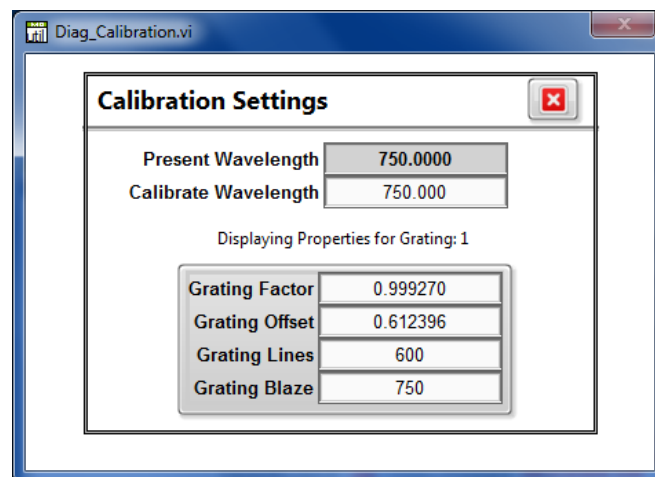 util Diag_Calibration.vi
Calibration Settings
Present Wavelength 750.0000
Calibrate Wavelength 750.000
Displaying Properties for Grating: 1
Grating Factor 0.999270
Grating Offset 0.612396
Grating Lines 600
Grating Blaze 750